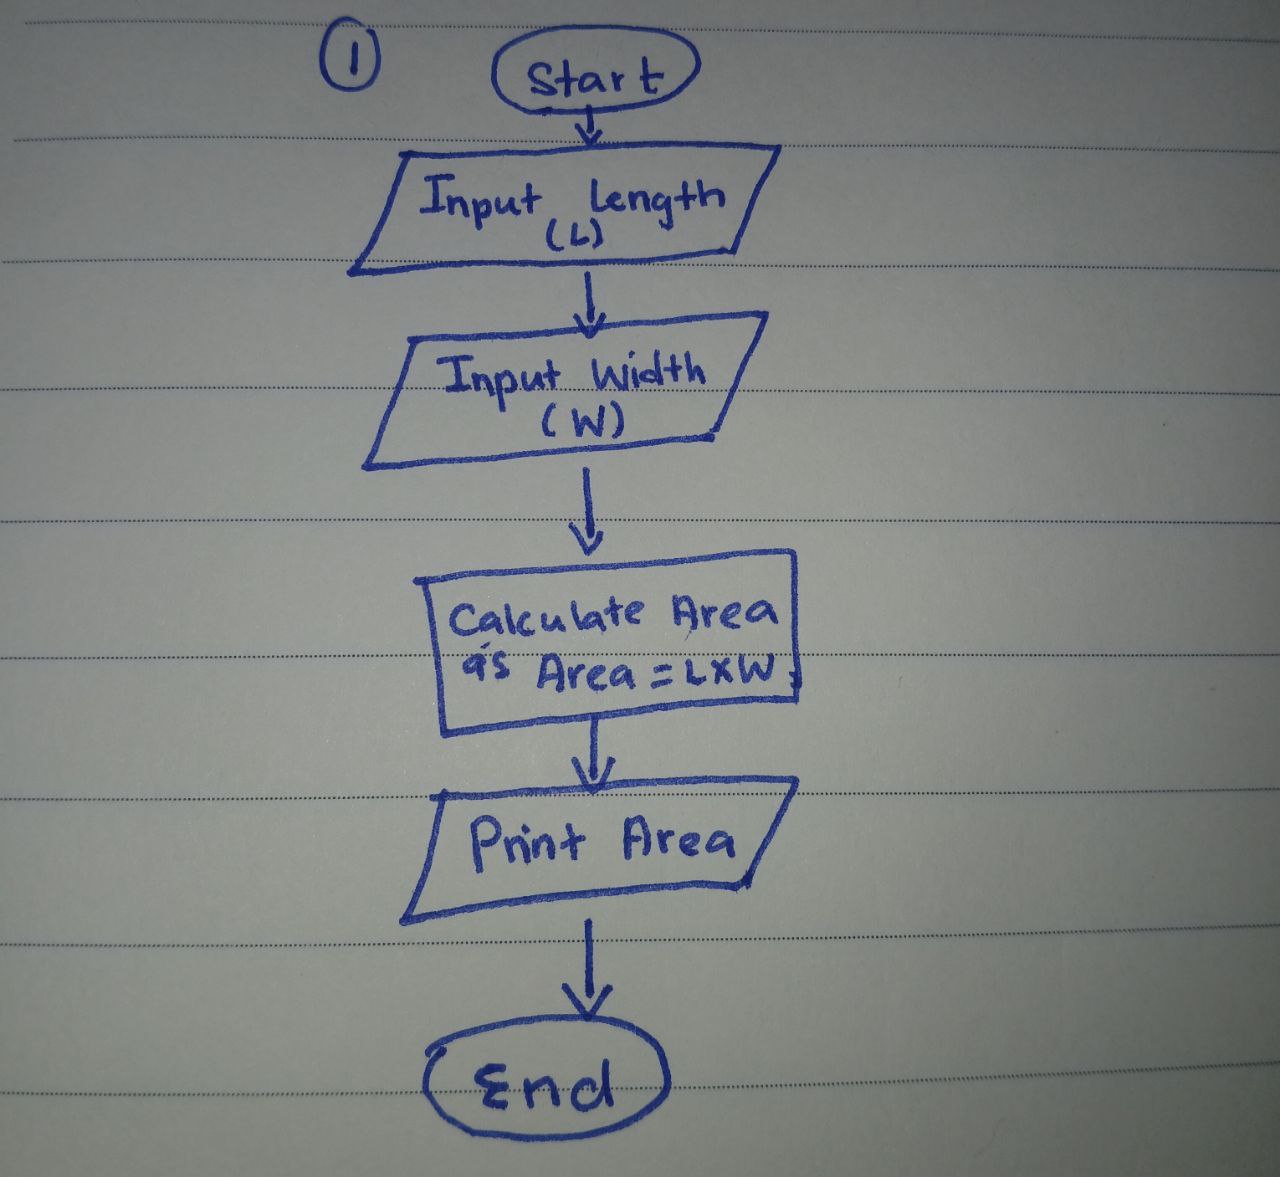 1
Start
Input Length
(L)
Input Width
(W)
Calculate Area
as Area = L×W
Print Area
End